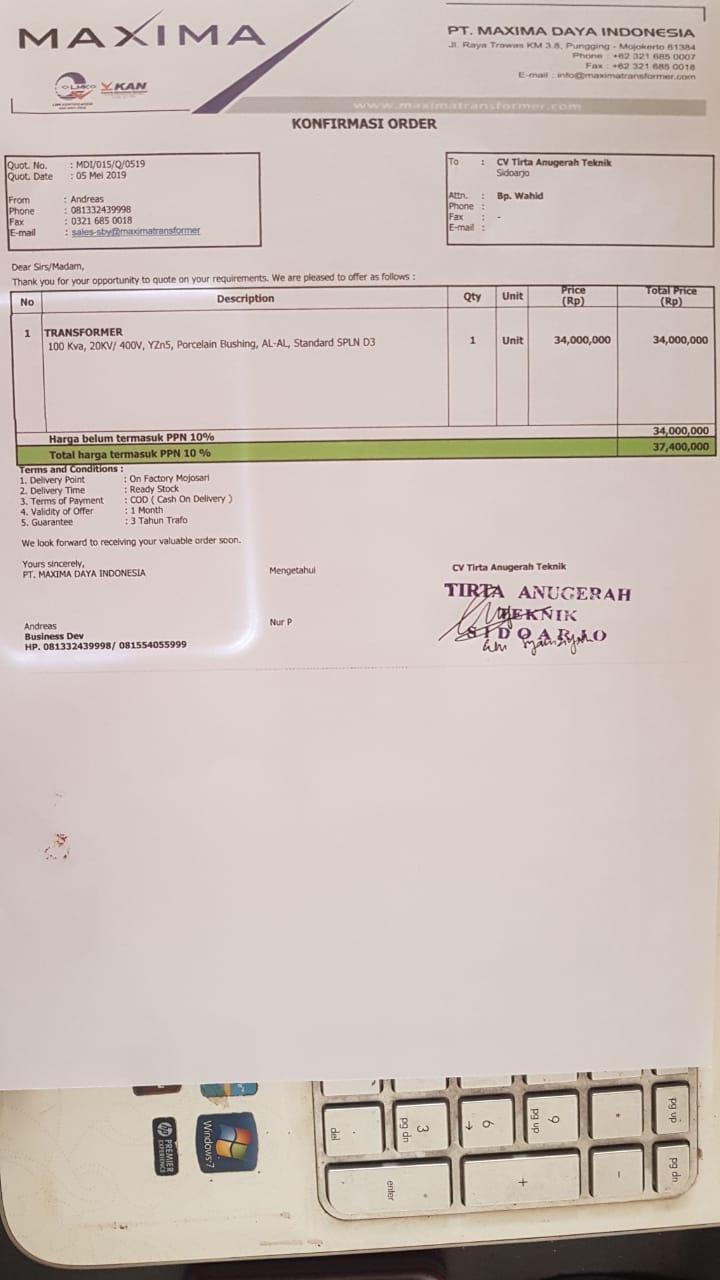 MAXIMA
PT. MAXIMA DAYA INDONESIA
Jl. Raya Trawas KM 3.8, Pungging - Mojokerto 61384
Phone : +62 321 685 0007
Fax : +62 321 685 0018
E-mail : info@maximatransformer.com
KAN
www.maximatransformer.com
KONFIRMASI ORDER
Quot. No. : MDI/015/Q/0519
Quot. Date : 05 Mei 2019
From : Andreas
Phone : 081332439998
Fax : 0321 685 0018
E-mail : sales-sby@maximatransformer
To : CV Tirta Anugerah Teknik
Sidoarjo
Attn. : Bp. Wahid
Phone :
Fax : -
E-mail :
Dear Sirs/Madam,
Thank you for your opportunity to quote on your requirements. We are pleased to offer as follows :
No Description Qty Unit Price (Rp) Total Price (Rp)
1 TRANSFORMER
100 Kva, 20KV/ 400V, YZn5, Porcelain Bushing, AL-AL, Standard SPLN D3 1 Unit 34,000,000 34,000,000
Harga belum termasuk PPN 10% 34,000,000
Total harga termasuk PPN 10 % 37,400,000
Terms and Conditions :
1. Delivery Point : On Factory Mojosari
2. Delivery Time : Ready Stock
3. Terms of Payment : COD ( Cash On Delivery )
4. Validity of Offer : 1 Month
5. Guarantee : 3 Tahun Trafo
We look forward to receiving your valuable order soon.
Yours sincerely,
PT. MAXIMA DAYA INDONESIA
Mengetahui
CV Tirta Anugerah Teknik
TIRTA ANUGERAH
TEKNIK
SIDOARJO
Nur P
Andreas
Business Dev
HP. 081332439998/ 081554055999
HP PREMIER EXPERIENCE
Windows 7
del
3 pg dn
6
9 pg up
*
pg up
enter
+
-
pg dn